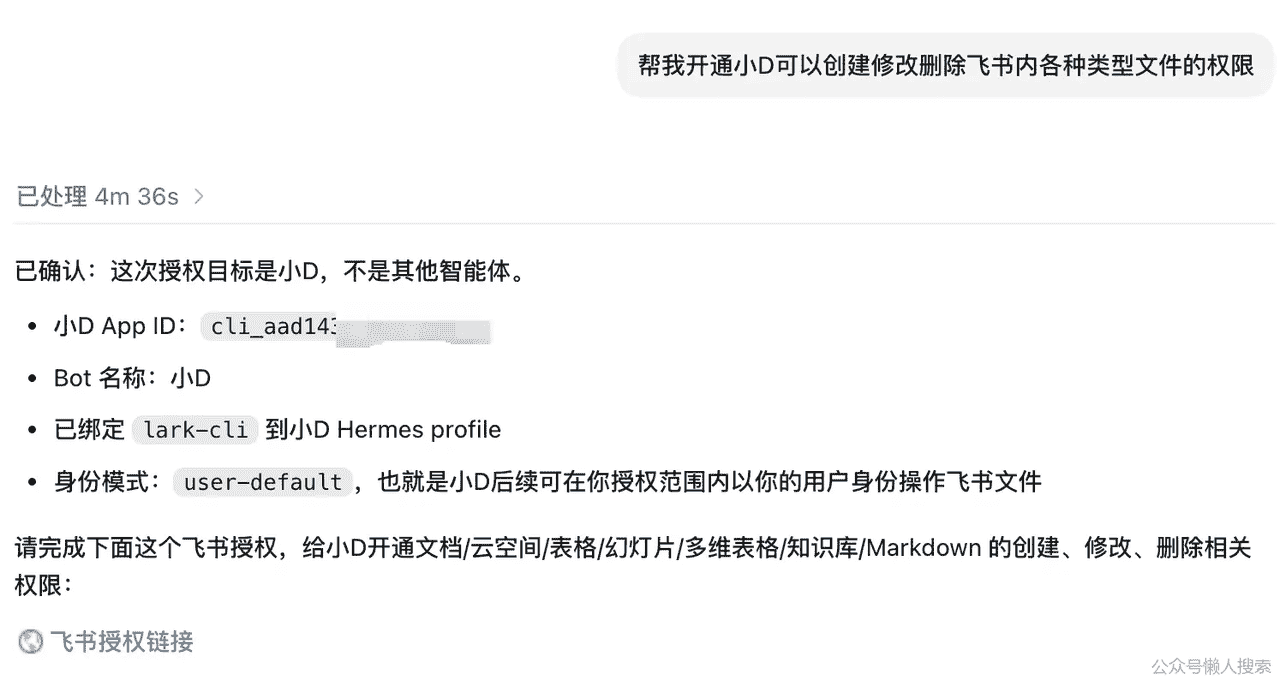 帮我开通小D可以创建修改删除飞书内各种类型文件的权限
已处理 4m 36s
已确认：这次授权目标是小D，不是其他智能体。
小D App ID： cli_aad143
Bot 名称：小D
已绑定 lark-cli 到小D Hermes profile
身份模式： user-default ，也就是小D后续可在你授权范围内以你的用户身份操作飞书文件
请完成下面这个飞书授权，给小D开通文档/云空间/表格/幻灯片/多维表格/知识库/Markdown 的创建、修改、删除相关
权限：
飞书授权链接
公众号懒人搜索